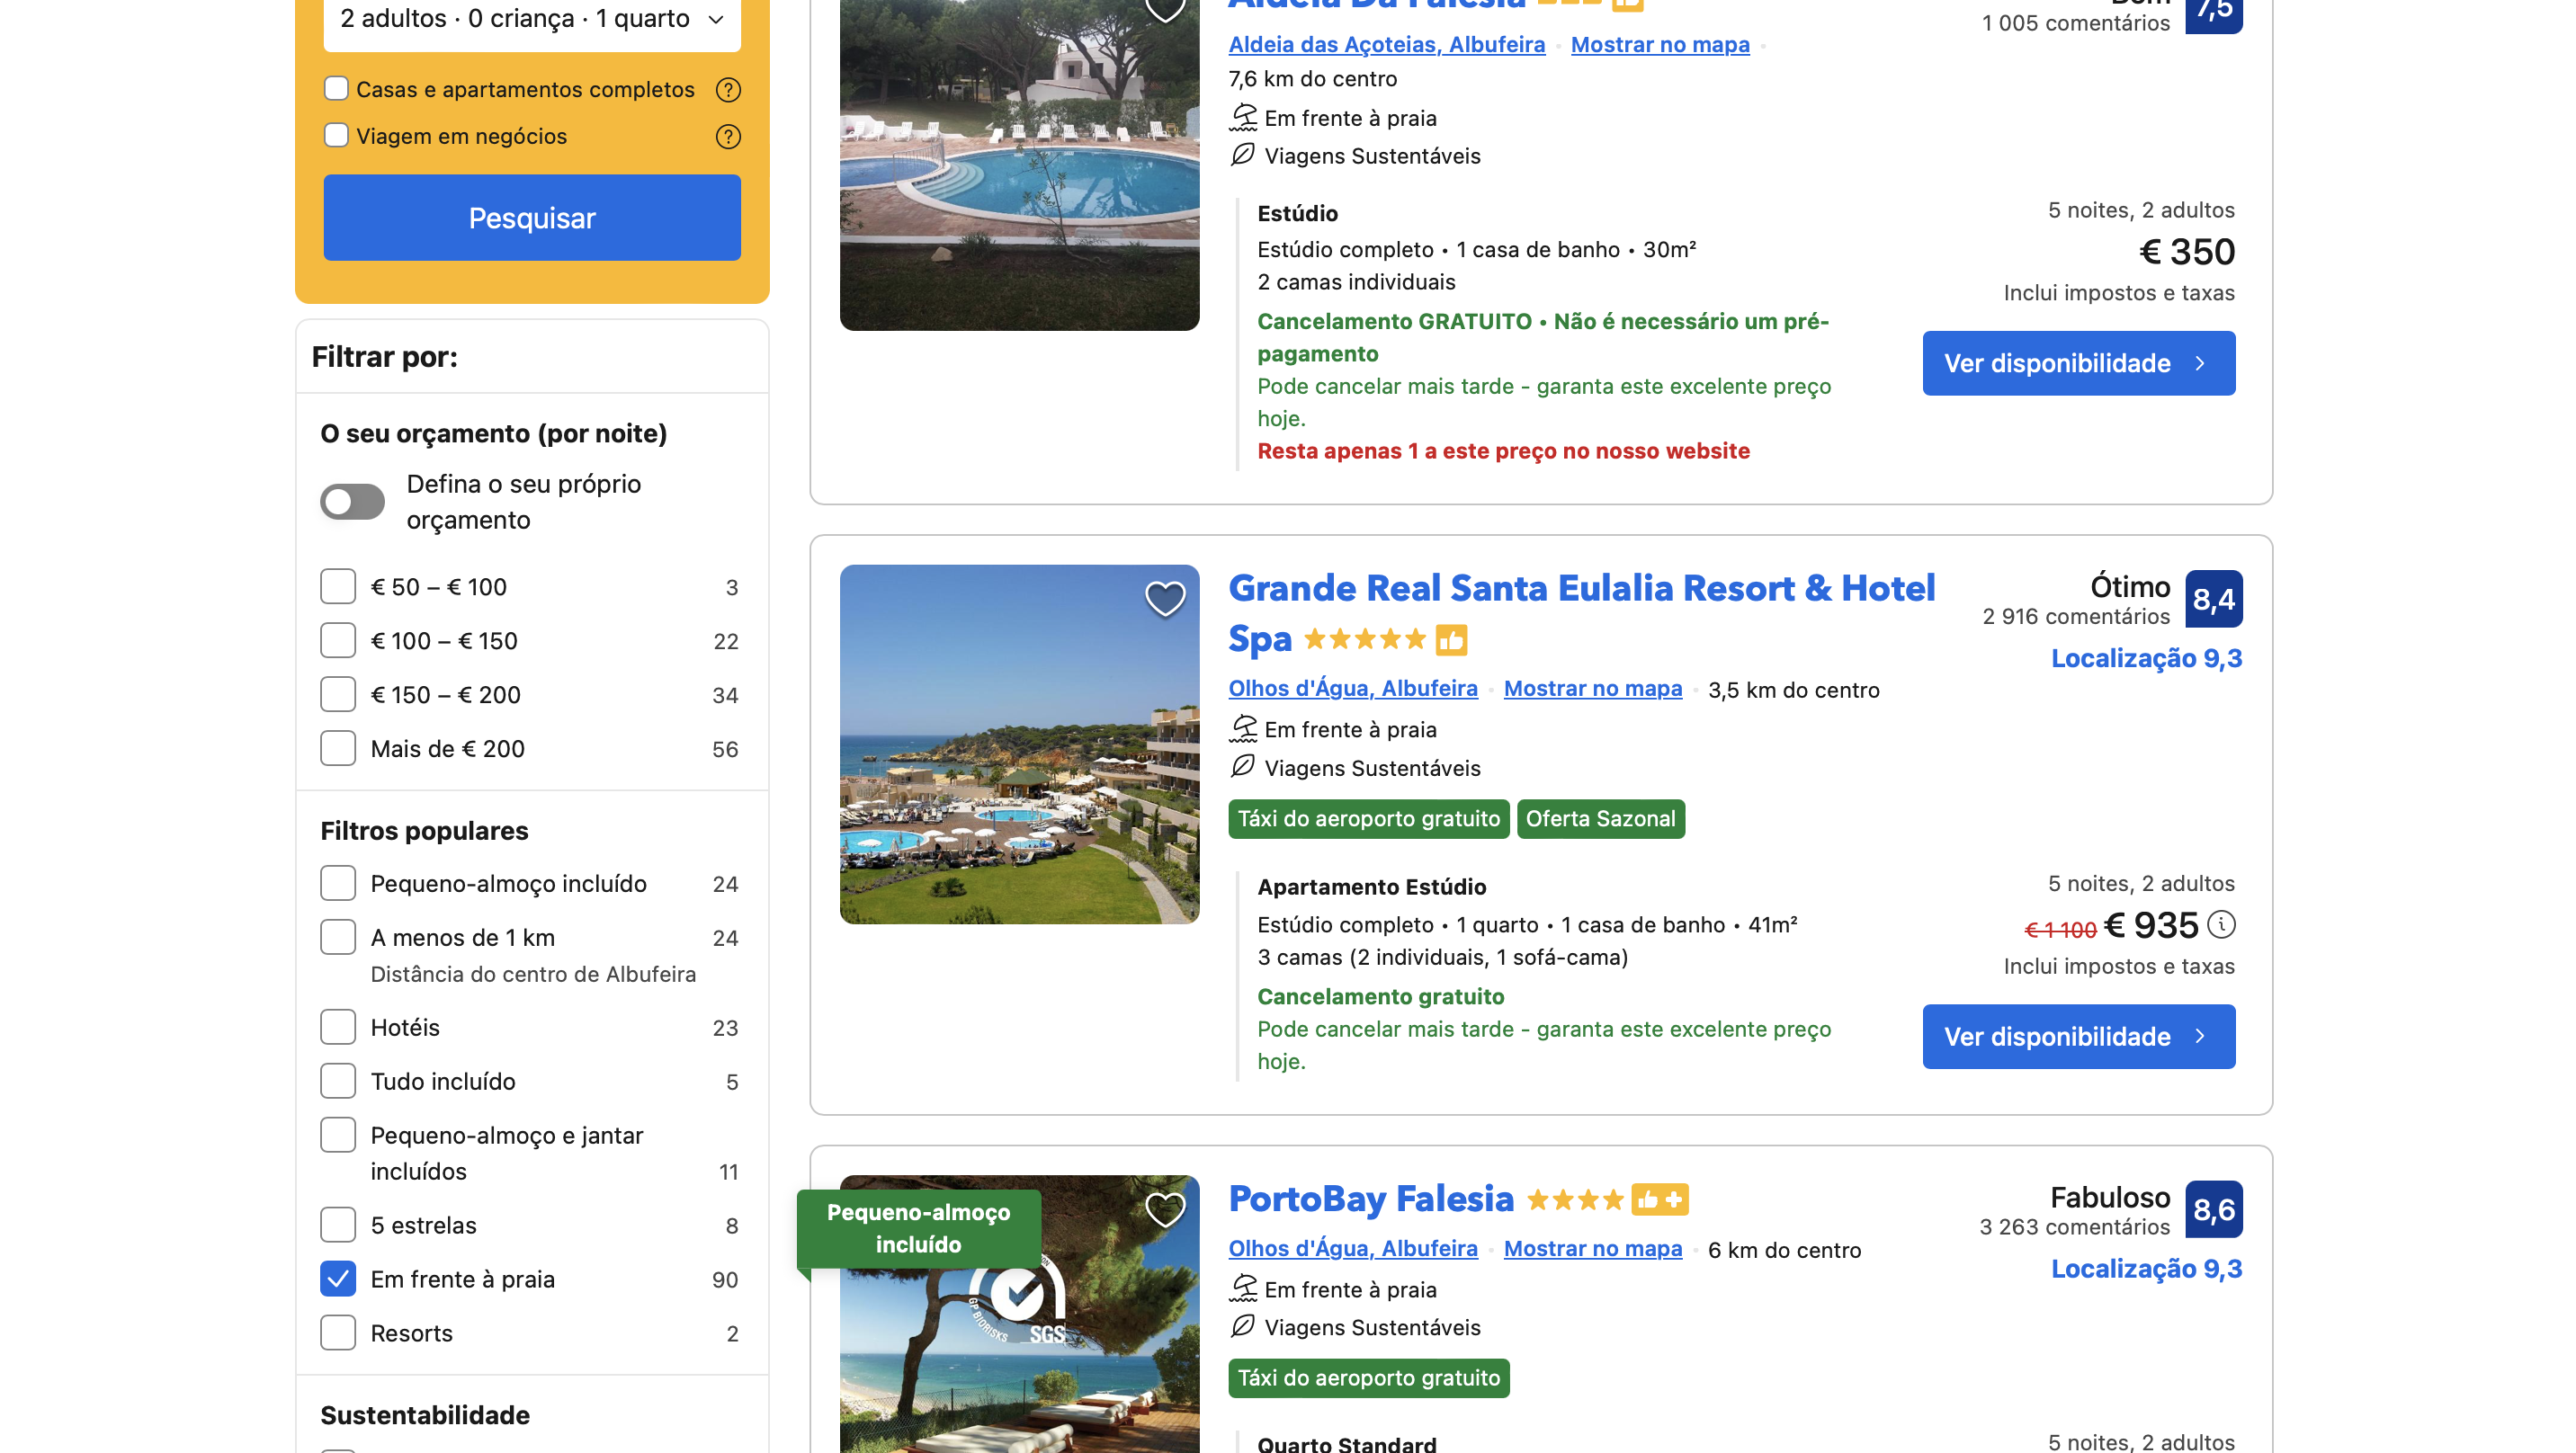 2 adultos · 0 criança · 1 quarto
Casas e apartamentos completos
Viagem em negócios
Pesquisar
Filtrar por:
O seu orçamento (por noite)
Defina o seu próprio
orçamento
€ 50 – € 100 3
€ 100 – € 150 22
€ 150 – € 200 34
Mais de € 200 56
Filtros populares
Pequeno-almoço incluído 24
A menos de 1 km 24
Distância do centro de Albufeira
Hotéis 23
Tudo incluído 5
Pequeno-almoço e jantar
incluídos 11
5 estrelas 8
Em frente à praia 90
Resorts 2
Sustentabilidade
Aldeia Da Falesia
Bom
7,5
1 005 comentários
Aldeia das Açoteias, Albufeira Mostrar no mapa
7,6 km do centro
Em frente à praia
Viagens Sustentáveis
Estúdio
Estúdio completo • 1 casa de banho • 30m²
2 camas individuais
Cancelamento GRATUITO • Não é necessário um pré-
pagamento
Pode cancelar mais tarde - garanta este excelente preço
hoje.
Resta apenas 1 a este preço no nosso website
5 noites, 2 adultos
€ 350
Inclui impostos e taxas
Ver disponibilidade
Grande Real Santa Eulalia Resort & Hotel
Spa
Ótimo
8,4
2 916 comentários
Localização 9,3
Olhos d'Água, Albufeira Mostrar no mapa 3,5 km do centro
Em frente à praia
Viagens Sustentáveis
Táxi do aeroporto gratuito Oferta Sazonal
Apartamento Estúdio
Estúdio completo • 1 quarto • 1 casa de banho • 41m²
3 camas (2 individuais, 1 sofá-cama)
Cancelamento gratuito
Pode cancelar mais tarde - garanta este excelente preço
hoje.
5 noites, 2 adultos
€ 1 100 € 935
Inclui impostos e taxas
Ver disponibilidade
Pequeno-almoço
incluído
GP BIORISKS
SGS
PortoBay Falesia
Fabuloso
8,6
3 263 comentários
Localização 9,3
Olhos d'Água, Albufeira Mostrar no mapa 6 km do centro
Em frente à praia
Viagens Sustentáveis
Táxi do aeroporto gratuito
Quarto Standard
5 noites, 2 adultos